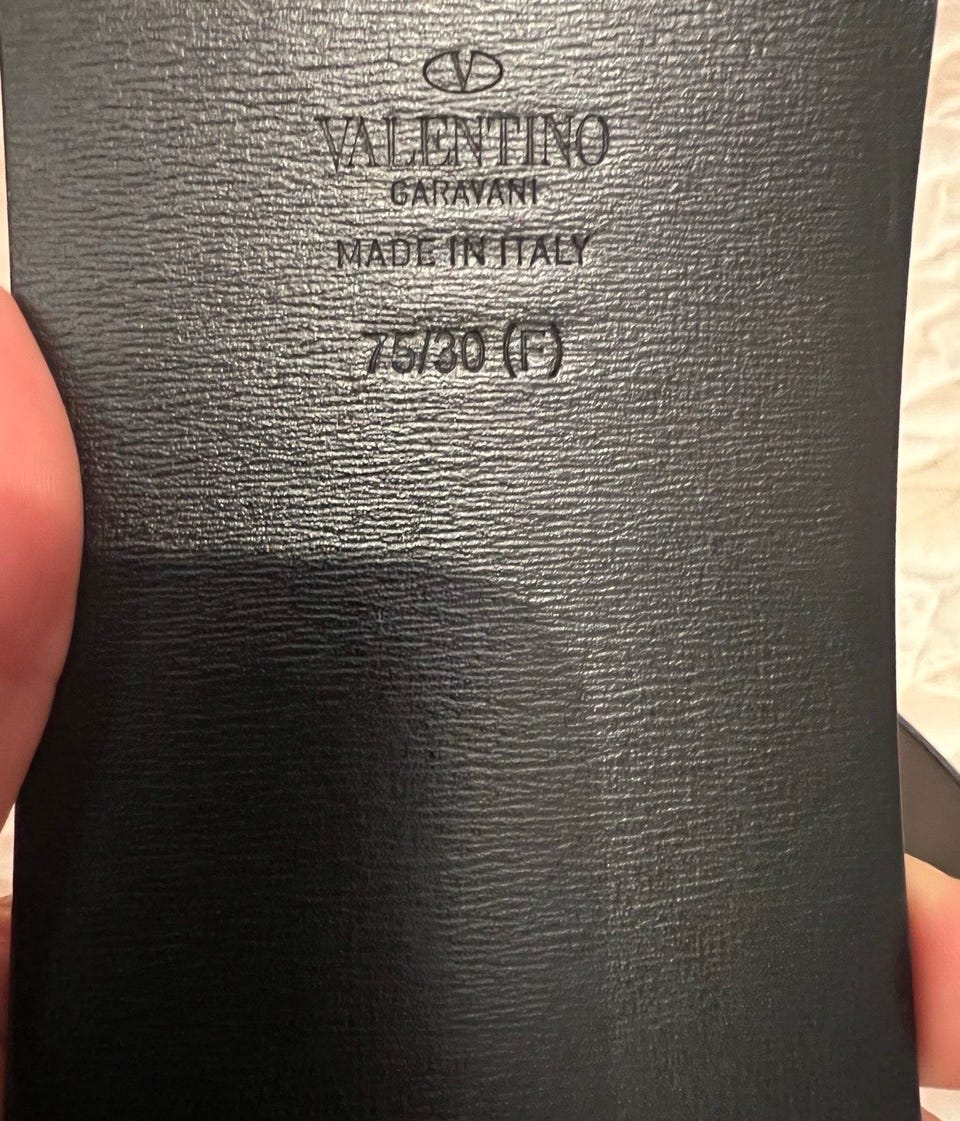 V
VALENTINO
GARAVANI
MADE IN ITALY
75/30 (F)